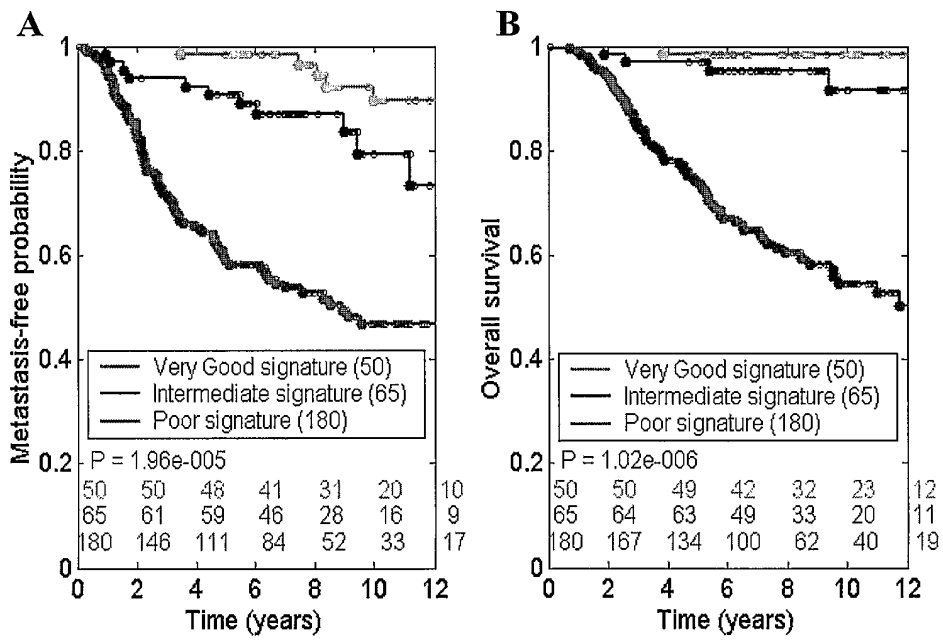 A
Metastasis-free probability
1
0.8
0.6
0.4
0.2
0
Very Good signature (50)
Intermediate signature (65)
Poor signature (180)
P = 1.96e-005
50 50 48 41 31 20 10
65 61 59 46 28 16 9
180 146 111 84 52 33 17
0 2 4 6 8 10 12
Time (years)
B
Overall survival
1
0.8
0.6
0.4
0.2
0
Very Good signature (50)
Intermediate signature (65)
Poor signature (180)
P = 1.02e-006
50 50 49 42 32 23 12
65 64 63 49 33 20 11
180 167 134 100 62 40 19
0 2 4 6 8 10 12
Time (years)